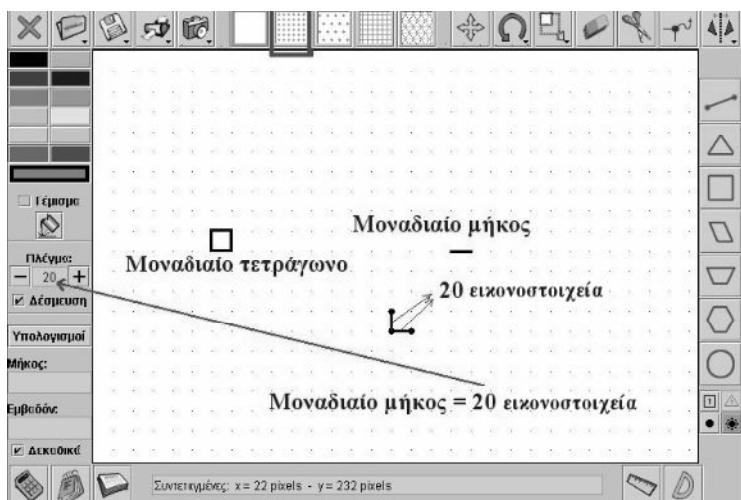 Γέμισμα
Πλέγμα:
20
Δέσμευση
Υπολογισμοί
Μήκος:
Εμβαδόν:
Δεκαδικά
Μοναδιαίο μήκος
Μοναδιαίο τετράγωνο
20 εικονοστοιχεία
Μοναδιαίο μήκος = 20 εικονοστοιχεία
1
Συντεταγμένες: x = 22 pixels - y = 232 pixels